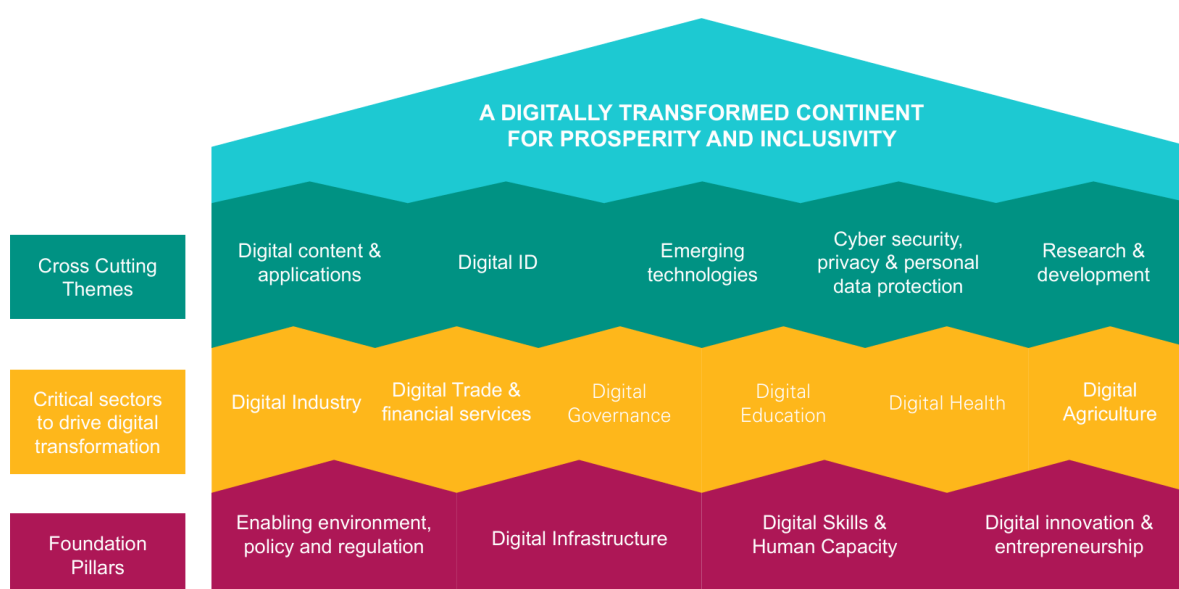 A DIGITALLY TRANSFORMED CONTINENT
FOR PROSPERITY AND INCLUSIVITY
Cross Cutting
Themes
Digital content &
applications
Digital ID
Emerging
technologies
Cyber security,
privacy & personal
data protection
Research &
development
Critical sectors
to drive digital
transformation
Digital Industry
Digital Trade &
financial services
Digital
Governance
Digital
Education
Digital Health
Digital
Agriculture
Foundation
Pillars
Enabling environment,
policy and regulation
Digital Infrastructure
Digital Skills &
Human Capacity
Digital innovation &
entrepreneurship